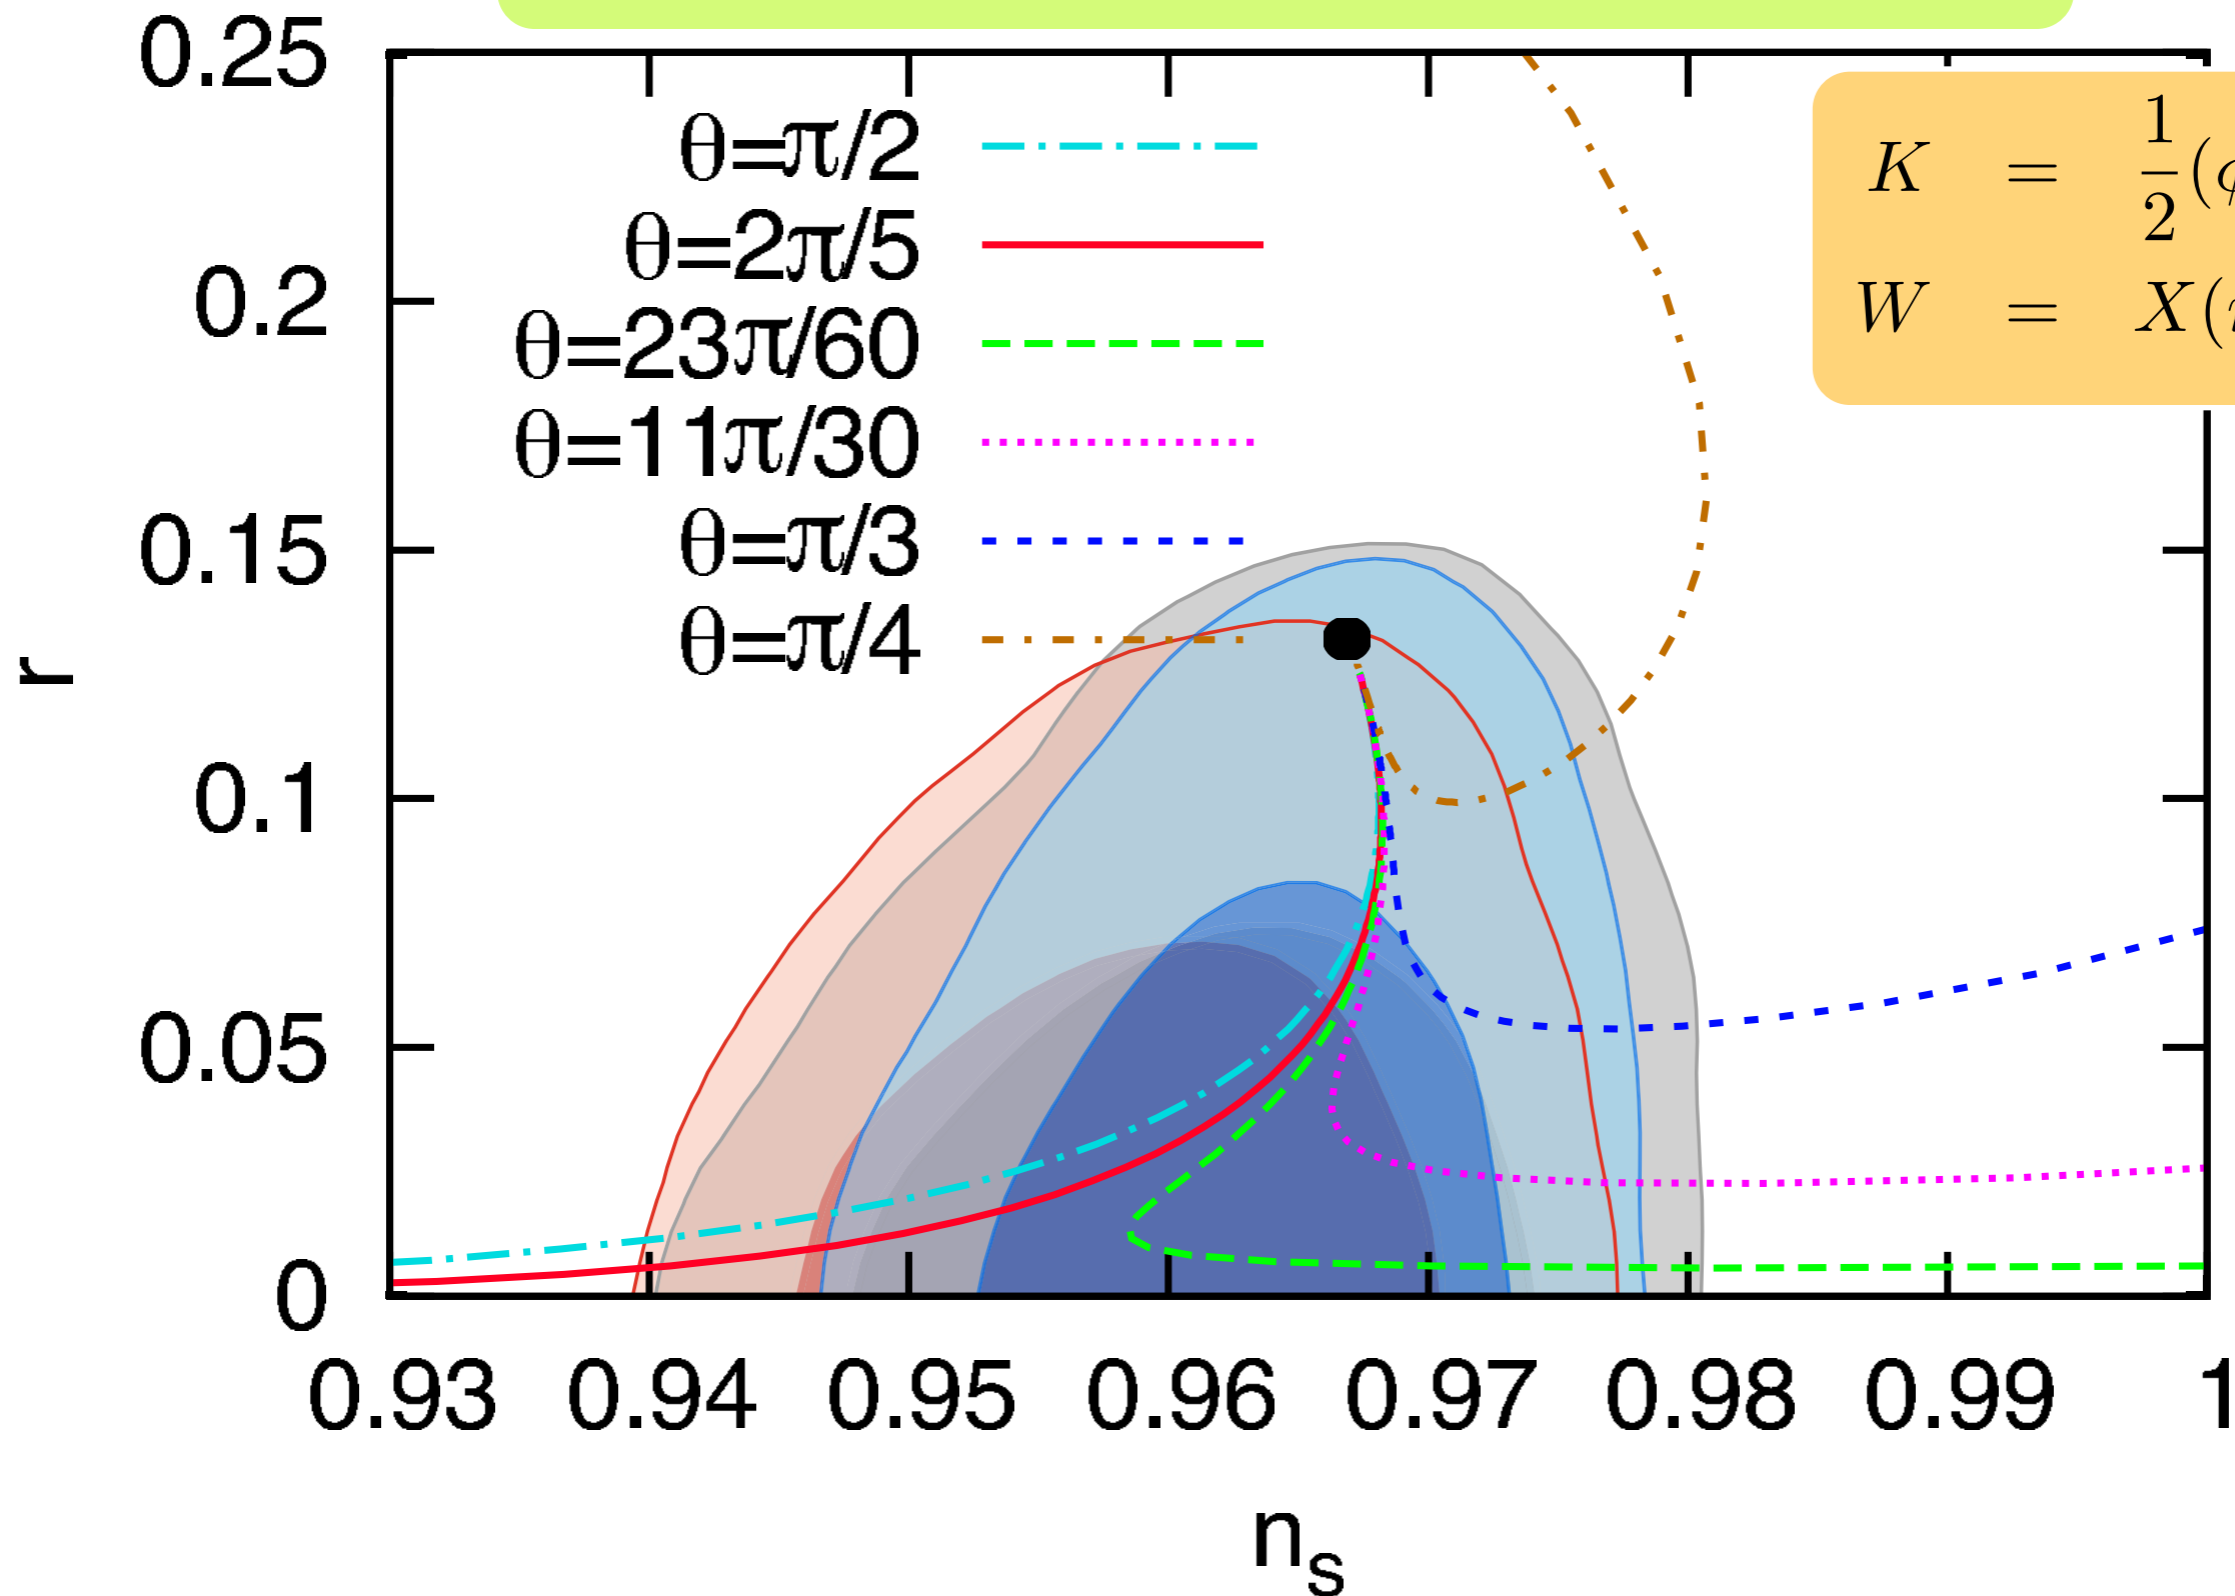 0.25
0.2
0.15
0.1
0.05
0
r
θ=π/2
θ=2π/5
θ=23π/60
θ=11π/30
θ=π/3
θ=π/4
K = 1/2(
W = X(
0.93 0.94 0.95 0.96 0.97 0.98 0.99 1
n_s